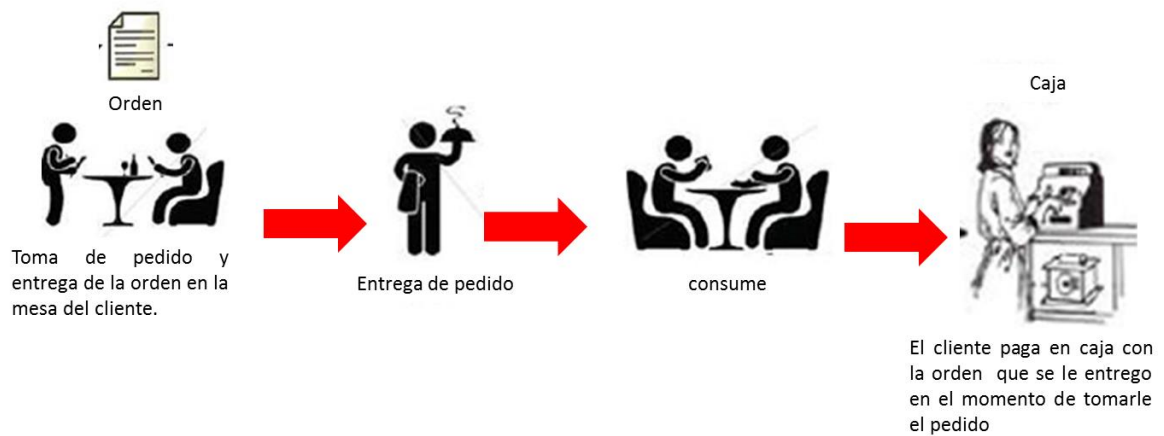 Orden
Toma de pedido y
entrega de la orden en la
mesa del cliente.
Entrega de pedido
consume
Caja
El cliente paga en caja con
la orden que se le entrego
en el momento de tomarle
el pedido